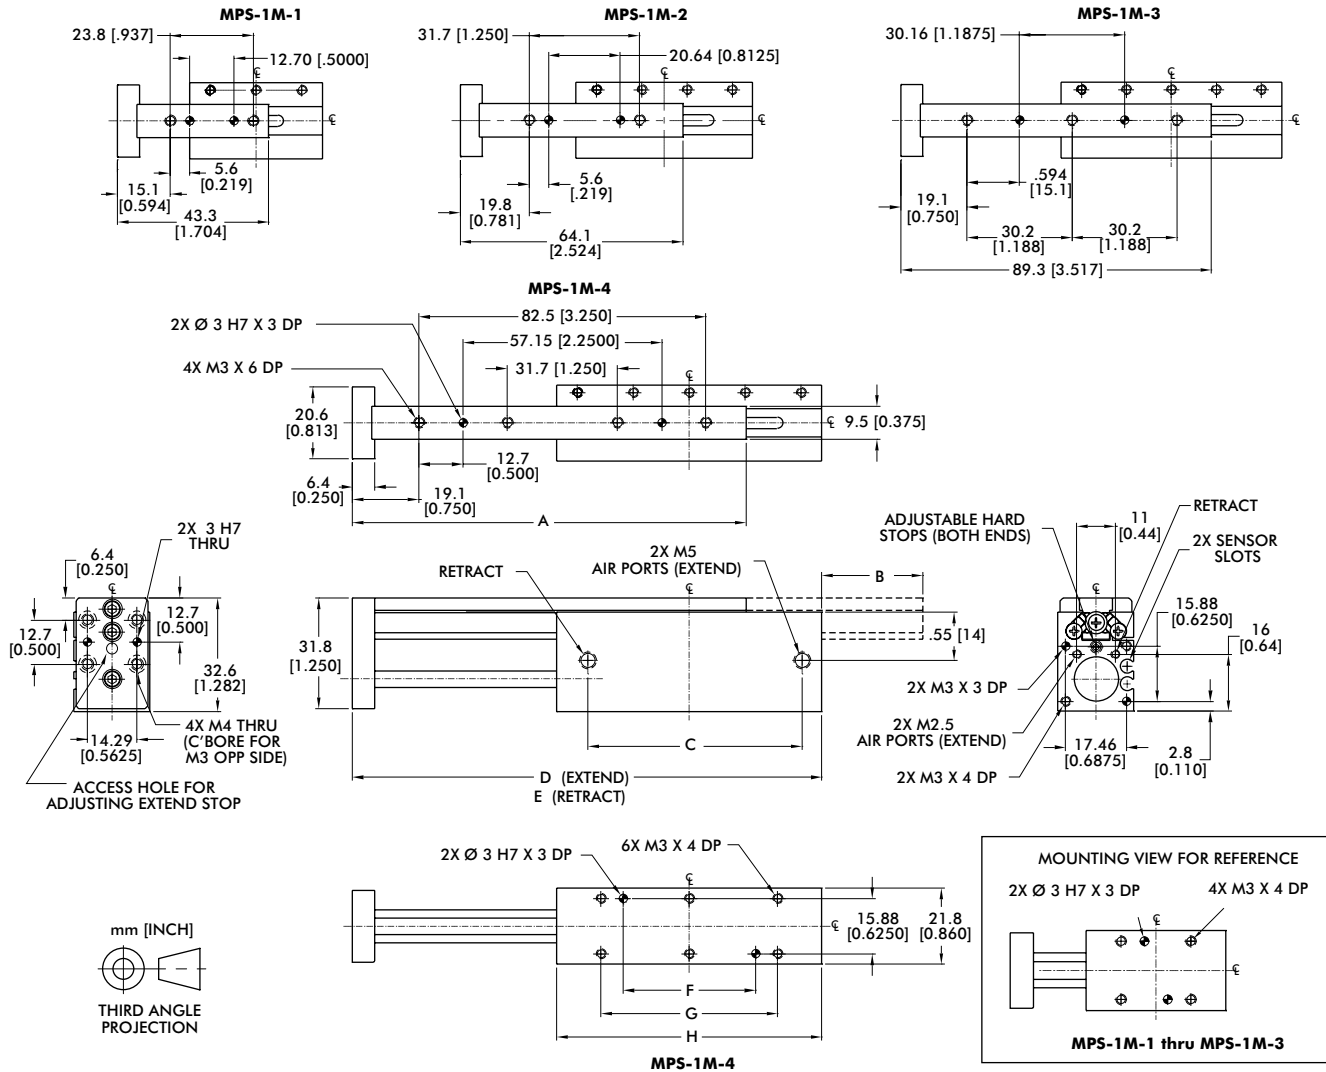 MPS-1M-1
23.8 [.937]
12.70 [.5000]
℄
℄
5.6
[0.219]
15.1
[0.594]
43.3
[1.704]
MPS-1M-2
31.7 [1.250]
20.64 [0.8125]
℄
℄
5.6
[.219]
19.8
[0.781]
64.1
[2.524]
MPS-1M-3
30.16 [1.1875]
℄
℄
.594
[15.1]
19.1
[0.750]
30.2
[1.188]
30.2
[1.188]
89.3 [3.517]
MPS-1M-4
82.5 [3.250]
2X Ø 3 H7 X 3 DP
57.15 [2.2500]
4X M3 X 6 DP
31.7 [1.250]
℄
20.6
[0.813]
℄
9.5 [0.375]
12.7
[0.500]
6.4
[0.250]
19.1
[0.750]
A
2X 3 H7
THRU
6.4
[0.250]
℄
12.7
[0.500]
12.7
[0.500]
32.6
[1.282]
4X M4 THRU
(C'BORE FOR
M3 OPP SIDE)
14.29
[0.5625]
ACCESS HOLE FOR
ADJUSTING EXTEND STOP
RETRACT
2X M5
AIR PORTS (EXTEND)
℄
B
31.8
[1.250]
.55 [14]
C
D (EXTEND)
E (RETRACT)
ADJUSTABLE HARD
STOPS (BOTH ENDS)
11
[0.44]
RETRACT
2X SENSOR
SLOTS
℄
15.88
[0.6250]
16
[0.64]
2X M3 X 3 DP
2X M2.5
AIR PORTS (EXTEND)
17.46
[0.6875]
2.8
[0.110]
2X M3 X 4 DP
2X Ø 3 H7 X 3 DP
6X M3 X 4 DP
℄
15.88
[0.6250]
21.8
[0.860]
℄
F
G
H
MPS-1M-4
mm [INCH]
THIRD ANGLE
PROJECTION
MOUNTING VIEW FOR REFERENCE
2X Ø 3 H7 X 3 DP
4X M3 X 4 DP
℄
℄
MPS-1M-1 thru MPS-1M-3